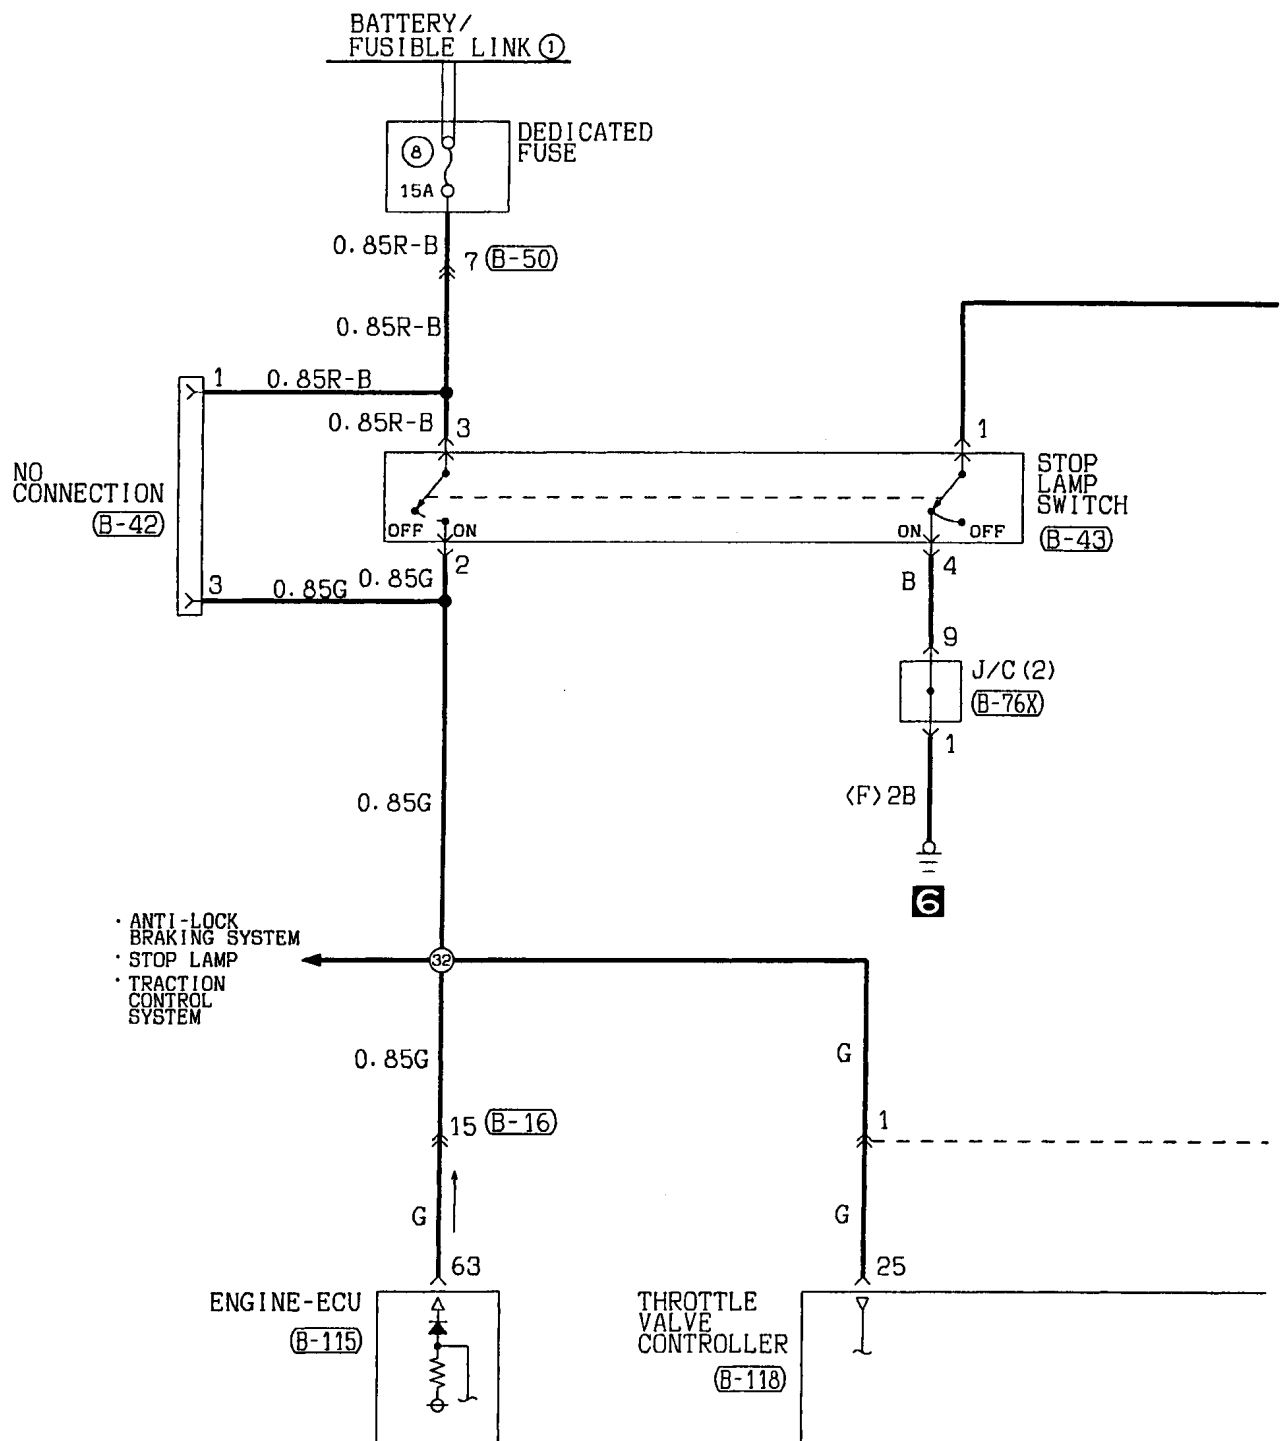 BATTERY/
FUSIBLE LINK ①
DEDICATED
FUSE
⑧
15A
0.85R-B
7 B-50
0.85R-B
1 0.85R-B
0.85R-B 3
1
NO
CONNECTION
B-42
STOP
LAMP
SWITCH
B-43
OFF ON
ON OFF
2
4
3 0.85G
0.85G
B
9
J/C(2)
B-76X
1
0.85G
<F>2B
6
· ANTI-LOCK
BRAKING SYSTEM
· STOP LAMP
· TRACTION
CONTROL
SYSTEM
32
0.85G
G
15 B-16
1
G
G
63
25
ENGINE-ECU
B-115
THROTTLE
VALVE
CONTROLLER
B-118